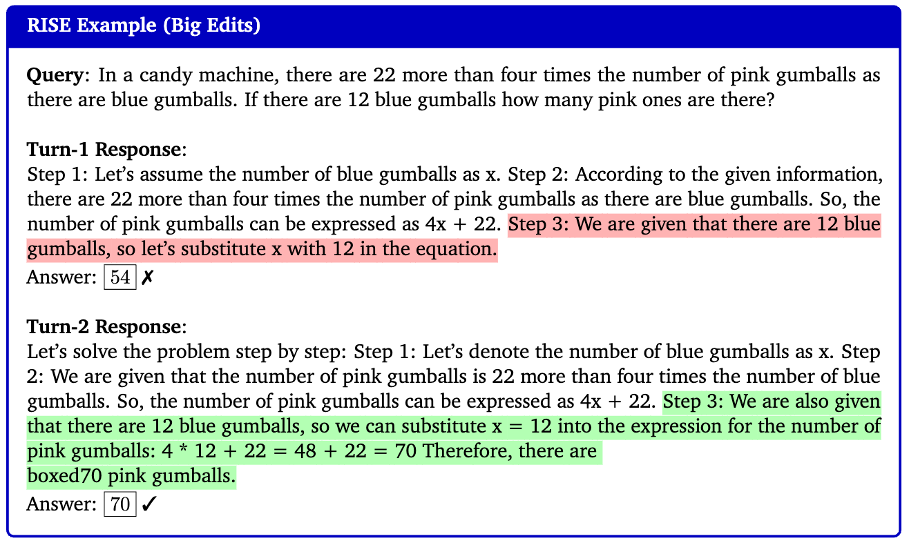 RISE Example (Big Edits)
Query: In a candy machine, there are 22 more than four times the number of pink gumballs as
there are blue gumballs. If there are 12 blue gumballs how many pink ones are there?
Turn-1 Response:
Step 1: Let's assume the number of blue gumballs as x. Step 2: According to the given information,
there are 22 more than four times the number of pink gumballs as there are blue gumballs. So, the
number of pink gumballs can be expressed as 4x + 22. Step 3: We are given that there are 12 blue
gumballs, so let's substitute x with 12 in the equation.
Answer: 54 ✗
Turn-2 Response:
Let's solve the problem step by step: Step 1: Let's denote the number of blue gumballs as x. Step
2: We are given that the number of pink gumballs is 22 more than four times the number of blue
gumballs. So, the number of pink gumballs can be expressed as 4x + 22. Step 3: We are also given
that there are 12 blue gumballs, so we can substitute x = 12 into the expression for the number of
pink gumballs: 4 * 12 + 22 = 48 + 22 = 70 Therefore, there are
boxed70 pink gumballs.
Answer: 70 ✓